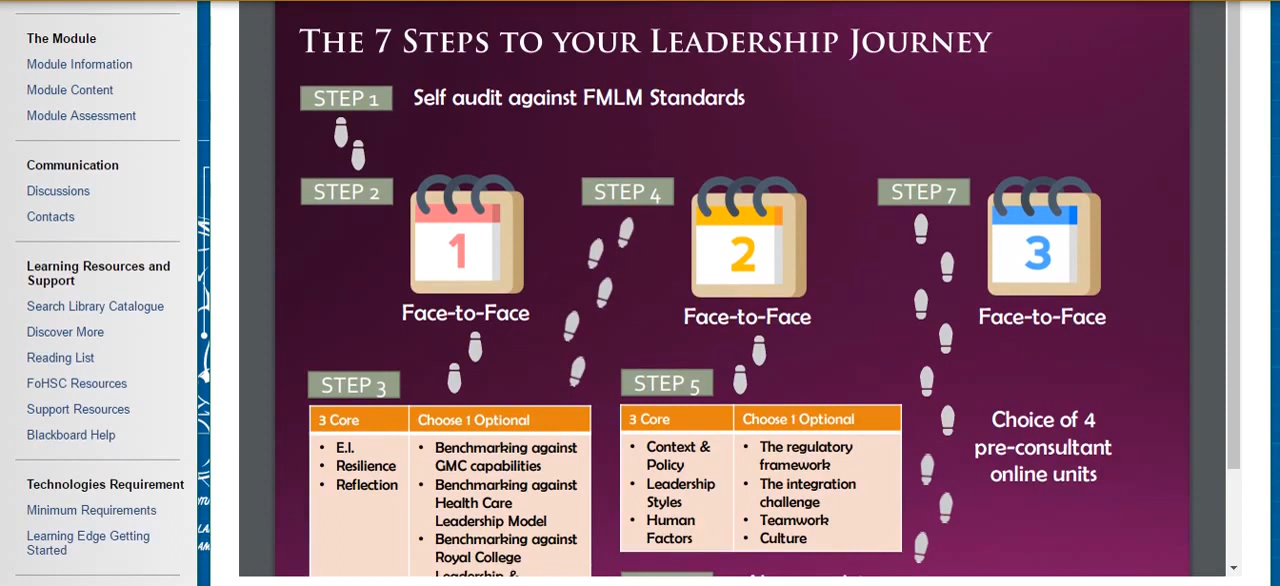 The Module
Module Information
Module Content
Module Assessment
Communication
Discussions
Contacts
Learning Resources and
Support
Search Library Catalogue
Discover More
Reading List
FoHSC Resources
Support Resources
Blackboard Help
Technologies Requirement
Minimum Requirements
Learning Edge Getting
Started
THE 7 STEPS TO YOUR LEADERSHIP JOURNEY
STEP 1
Self audit against FMLM Standards
STEP 2
1
Face-to-Face
STEP 4
2
Face-to-Face
STEP 7
3
Face-to-Face
STEP 3
3 Core
Choose 1 Optional
• E.I.
• Resilience
• Reflection
• Benchmarking against
GMC capabilities
• Benchmarking against
Health Care
Leadership Model
• Benchmarking against
Royal College
Leadership &
STEP 5
3 Core
Choose 1 Optional
• Context &
Policy
• Leadership
Styles
• Human
Factors
• The regulatory
framework
• The integration
challenge
• Teamwork
• Culture
Choice of 4
pre-consultant
online units